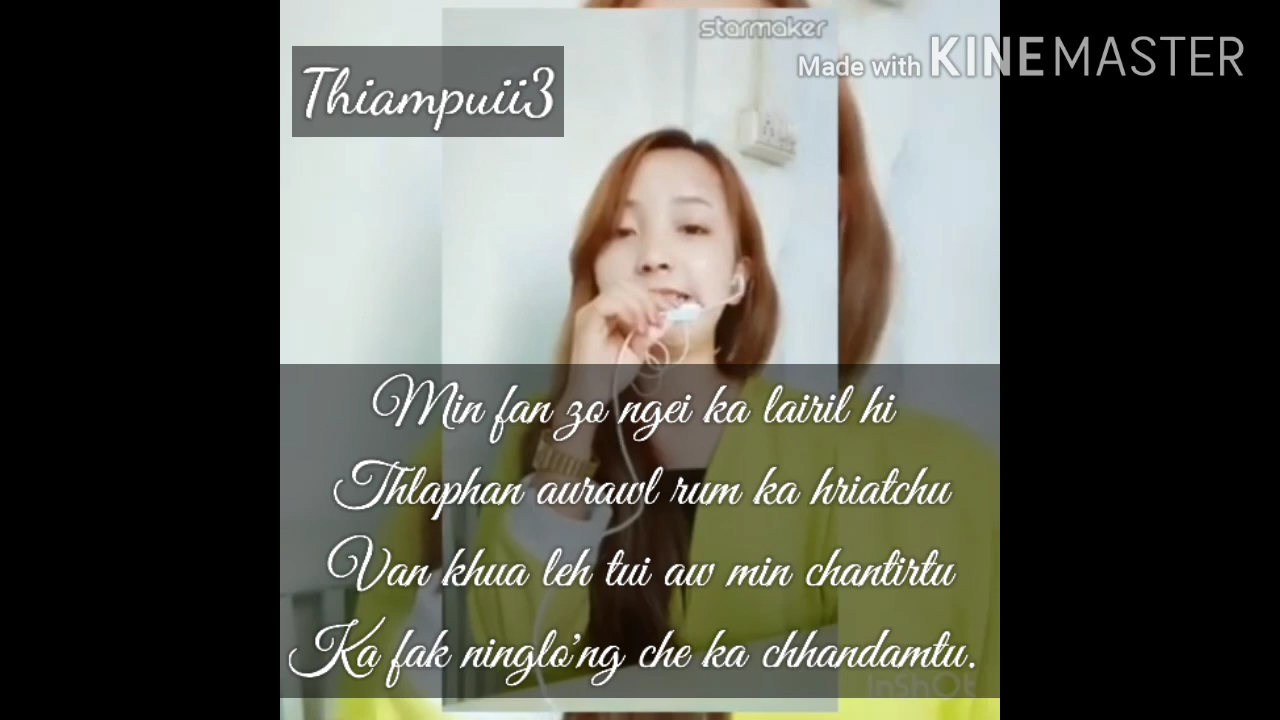 starmaker
Made with KINEMASTER
Thiampuii3
Min fan zo ngei ka lairil hi
Thlaphan aurawl rum ka hriatchu
Van khua leh tui aw min chantirtu
Ka fak ninglo'ng che ka chhandamtu.
InShOt